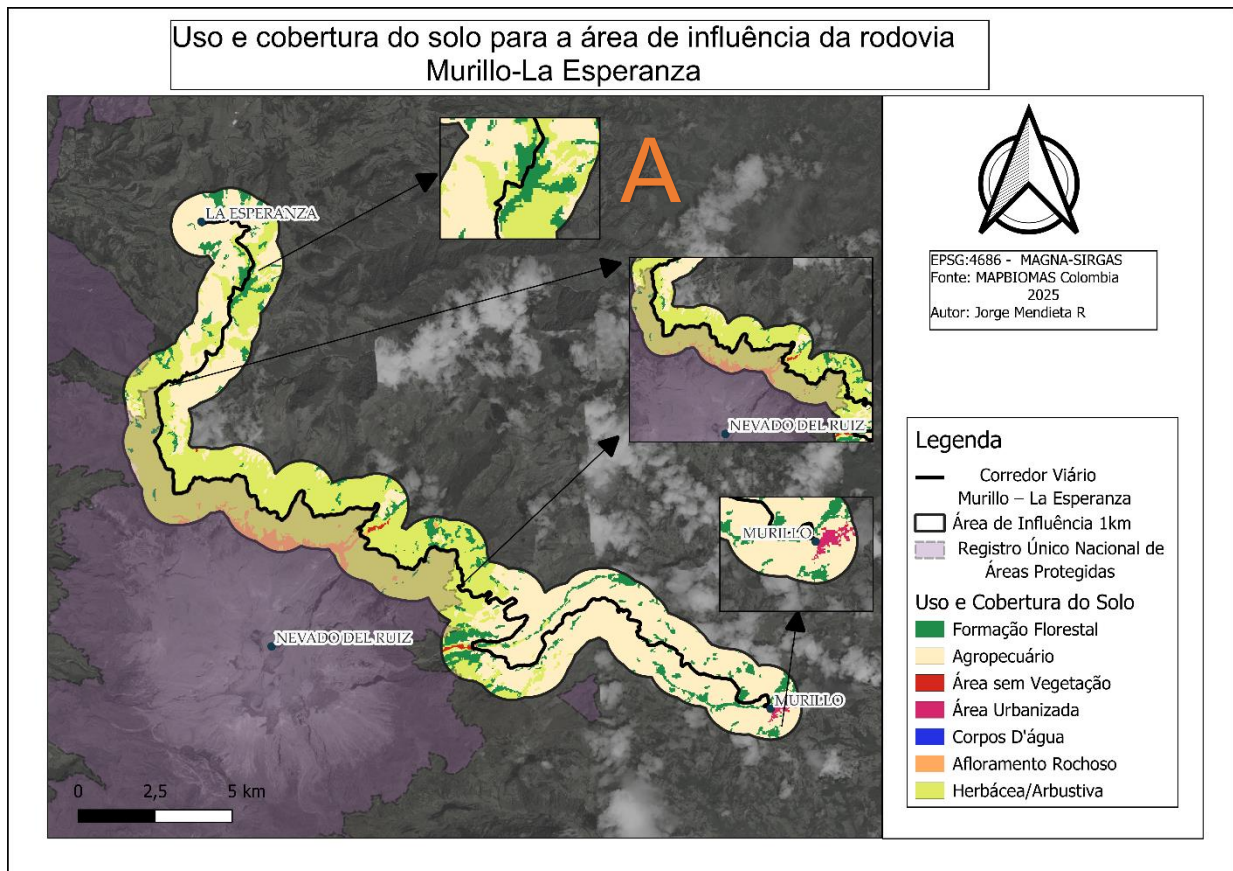 Uso e cobertura do solo para a área de influência da rodovia
Murillo-La Esperanza
A
LA ESPERANZA
NEVADO DEL RUIZ
MURILLO
NEVADO DEL RUIZ
MURILLO
0 2,5 5 km
EPSG:4686 - MAGNA-SIRGAS
Fonte: MAPBIOMAS Colombia
2025
Autor: Jorge Mendieta R
Legenda
Corredor Viário
Murillo – La Esperanza
Área de Influência 1km
Registro Único Nacional de
Áreas Protegidas
Uso e Cobertura do Solo
Formação Florestal
Agropecuário
Área sem Vegetação
Área Urbanizada
Corpos D'água
Afloramento Rochoso
Herbácea/Arbustiva